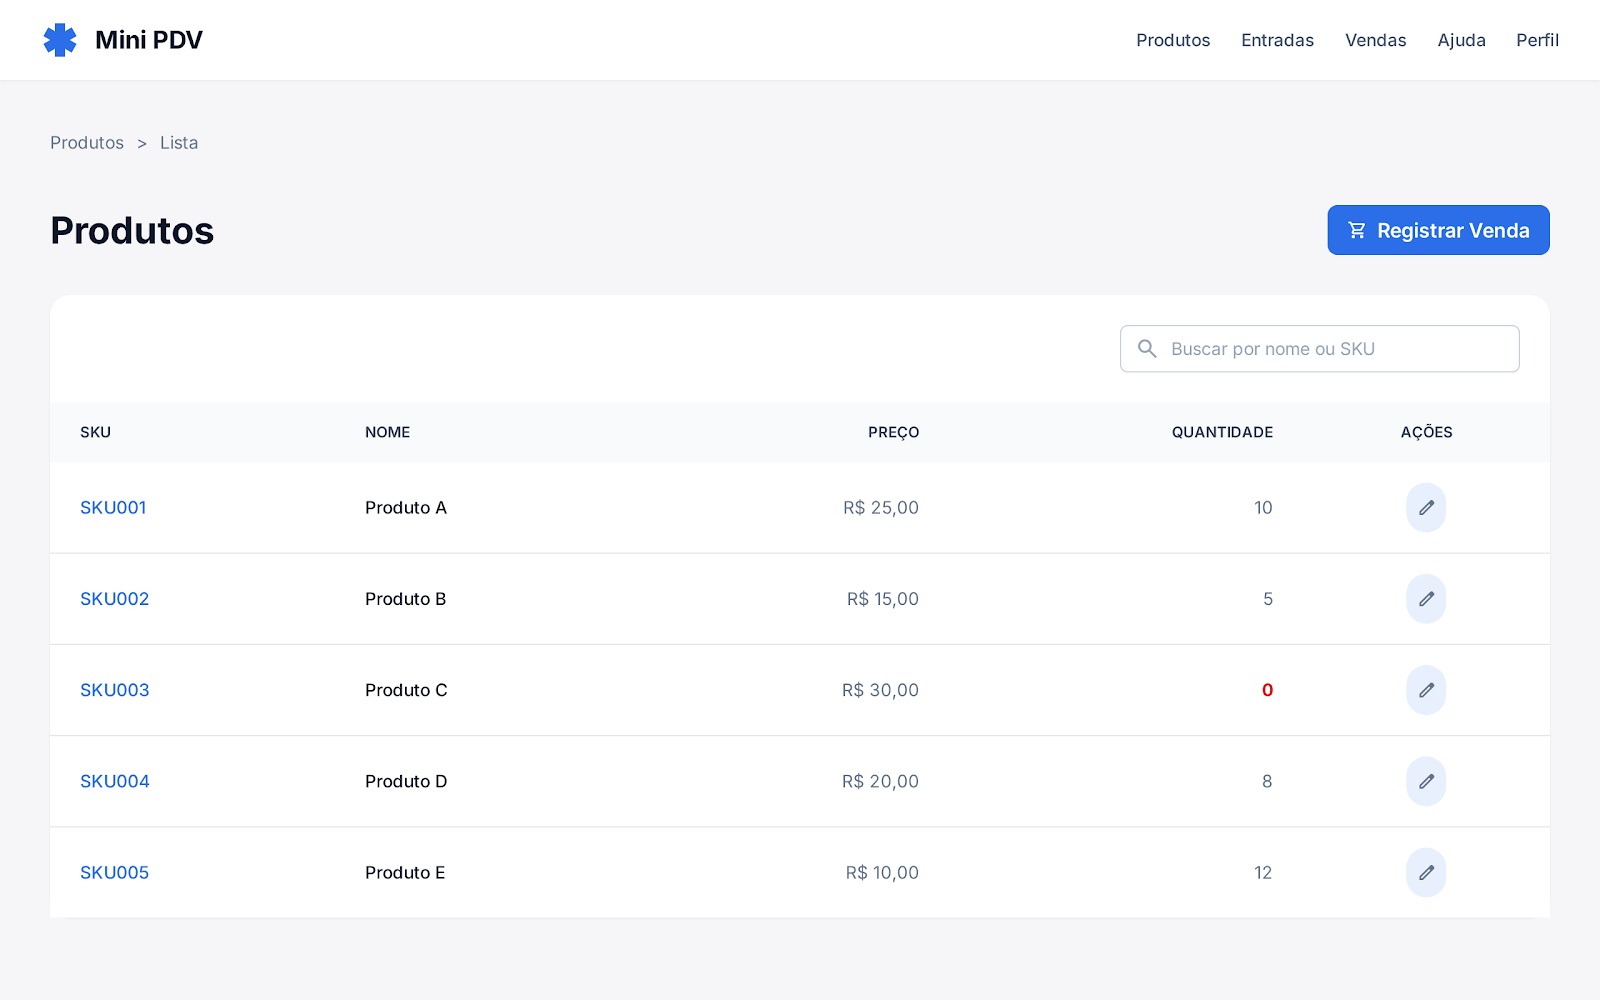 Mini PDV
Produtos Entradas Vendas Ajuda Perfil
Produtos > Lista
Produtos
Registrar Venda
Buscar por nome ou SKU
SKU NOME PREÇO QUANTIDADE AÇÕES
SKU001 Produto A R$ 25,00 10
SKU002 Produto B R$ 15,00 5
SKU003 Produto C R$ 30,00 0
SKU004 Produto D R$ 20,00 8
SKU005 Produto E R$ 10,00 12